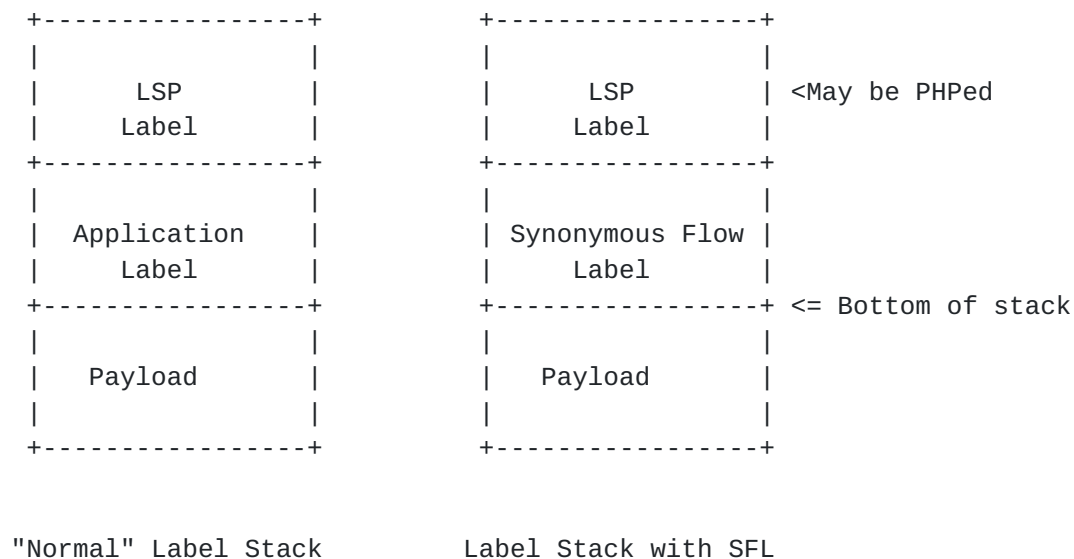 +-----------------+          +-----------------+
|                 |          |                 |
|      LSP        |          |      LSP        | <May be PHPed
|     Label       |          |     Label       |
+-----------------+          +-----------------+
|                 |          |                 |
|  Application    |          | Synonymous Flow |
|     Label       |          |     Label       |
+-----------------+          +-----------------+ <= Bottom of stack
|                 |          |                 |
|   Payload       |          |   Payload       |
|                 |          |                 |
+-----------------+          +-----------------+
"Normal" Label Stack         Label Stack with SFL